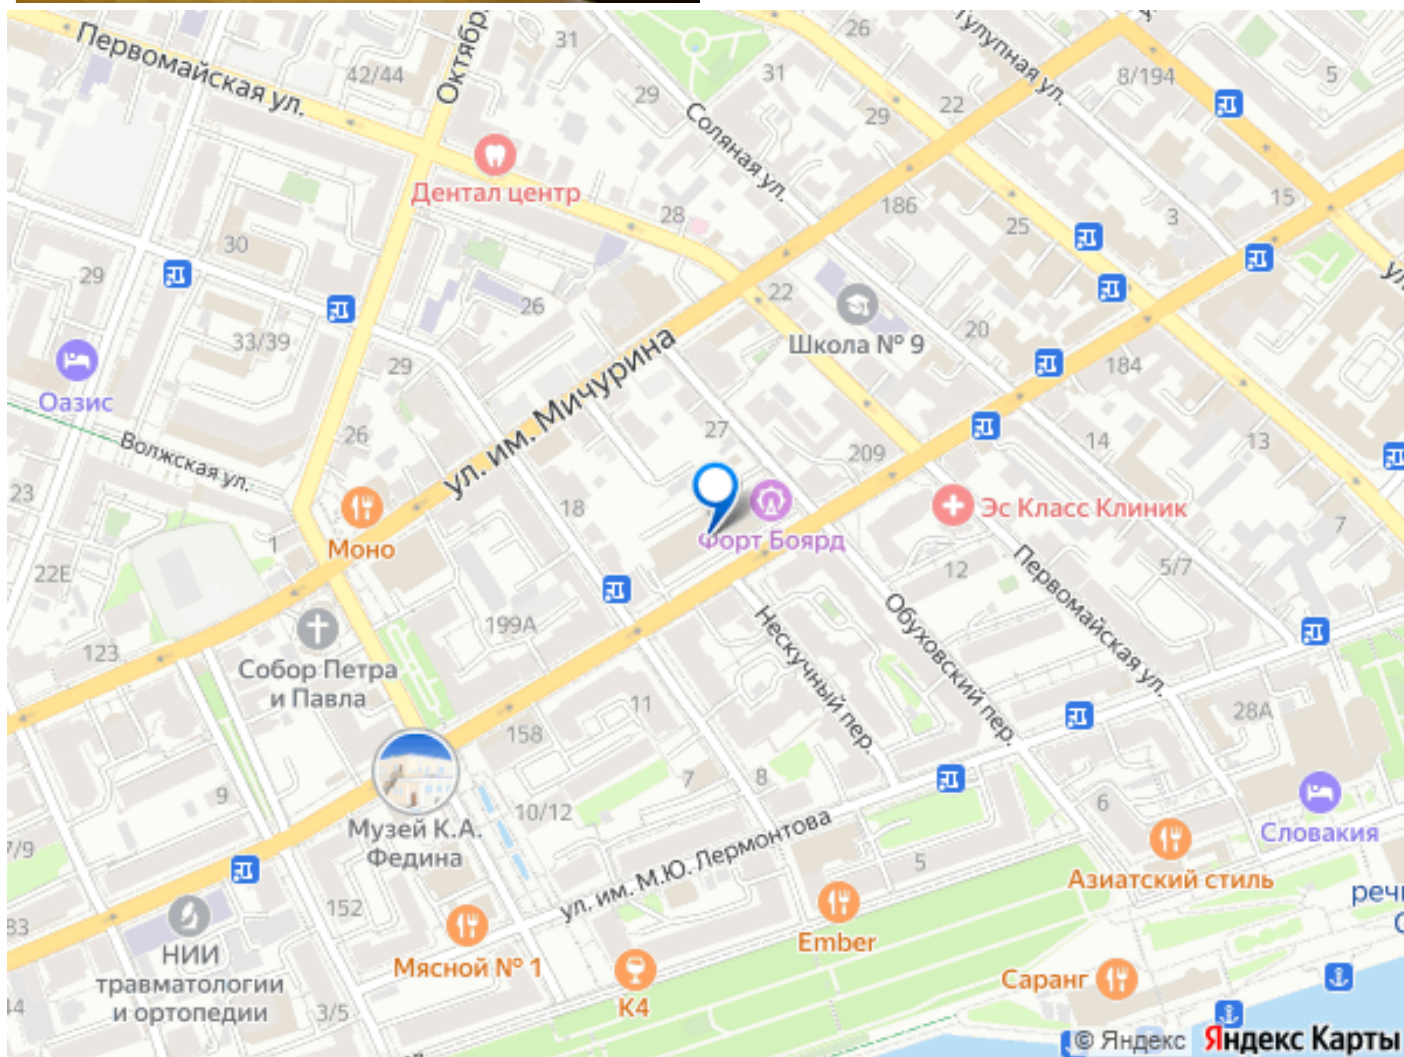 31
26
Тулупная ул.
Первомайская ул.
42/44
Октябр
29
31
8/194
5
22
29
Соляная ул.
Дентал центр
28
186
25
3
15
30
29
26
22
33/39
20
Школа № 9
29
184
Оазис
ул. им. Мичурина
26
27
14
13
Волжская ул.
209
23
18
Эс Класс Клиник
7
1
Моно
Форт Боярд
22Е
12
Первомайская ул.
5/7
199А
Нескучный пер.
Обуховский пер.
123
Собор Петра
и Павла
11
28А
158
9
7
8
10/12
6
Музей К.А.
Федина
ул. им. М.Ю. Лермонтова
Словакия
7/9
5
Азиатский стиль
152
речн
83
Ember
НИИ
травматологии
и ортопедии
Мясной № 1
Саранг
К4
44
3/5
© Яндекс Яндекс Карты